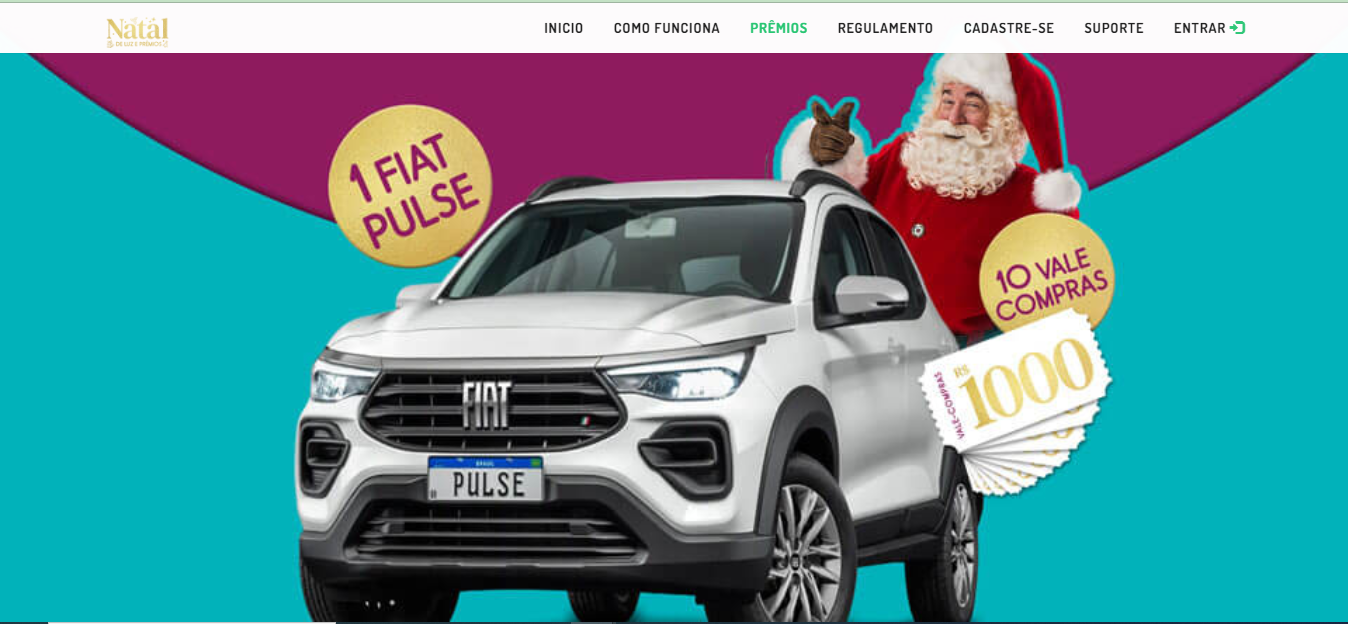 Natal
DE LUZ E PRÊMIOS
INICIO
COMO FUNCIONA
PRÊMIOS
REGULAMENTO
CADASTRE-SE
SUPORTE
ENTRAR
1 FIAT
PULSE
10 VALE
COMPRAS
VALE-COMPRAS
R$
1000
FIAT
BRASIL
PULSE